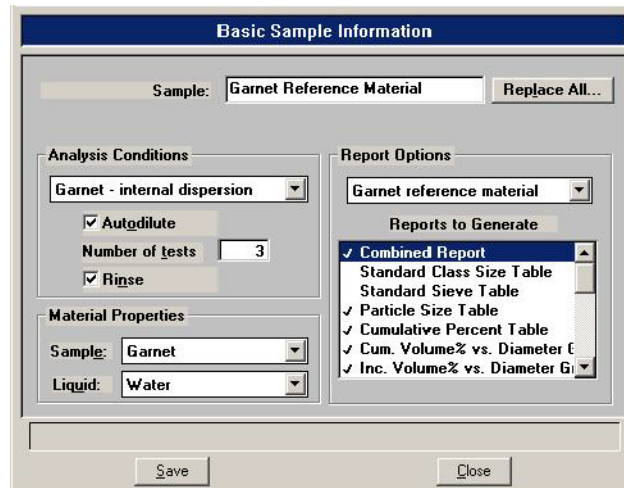 Basic Sample Information
Sample: Garnet Reference Material Replace All...
Analysis Conditions
Garnet - internal dispersion
Autodilute
Number of tests 3
Rinse
Material Properties
Sample: Garnet
Liquid: Water
Report Options
Garnet reference material
Reports to Generate
Combined Report
Standard Class Size Table
Standard Sieve Table
Particle Size Table
Cumulative Percent Table
Cum. Volume% vs. Diameter
Inc. Volume% vs. Diameter
Save Close